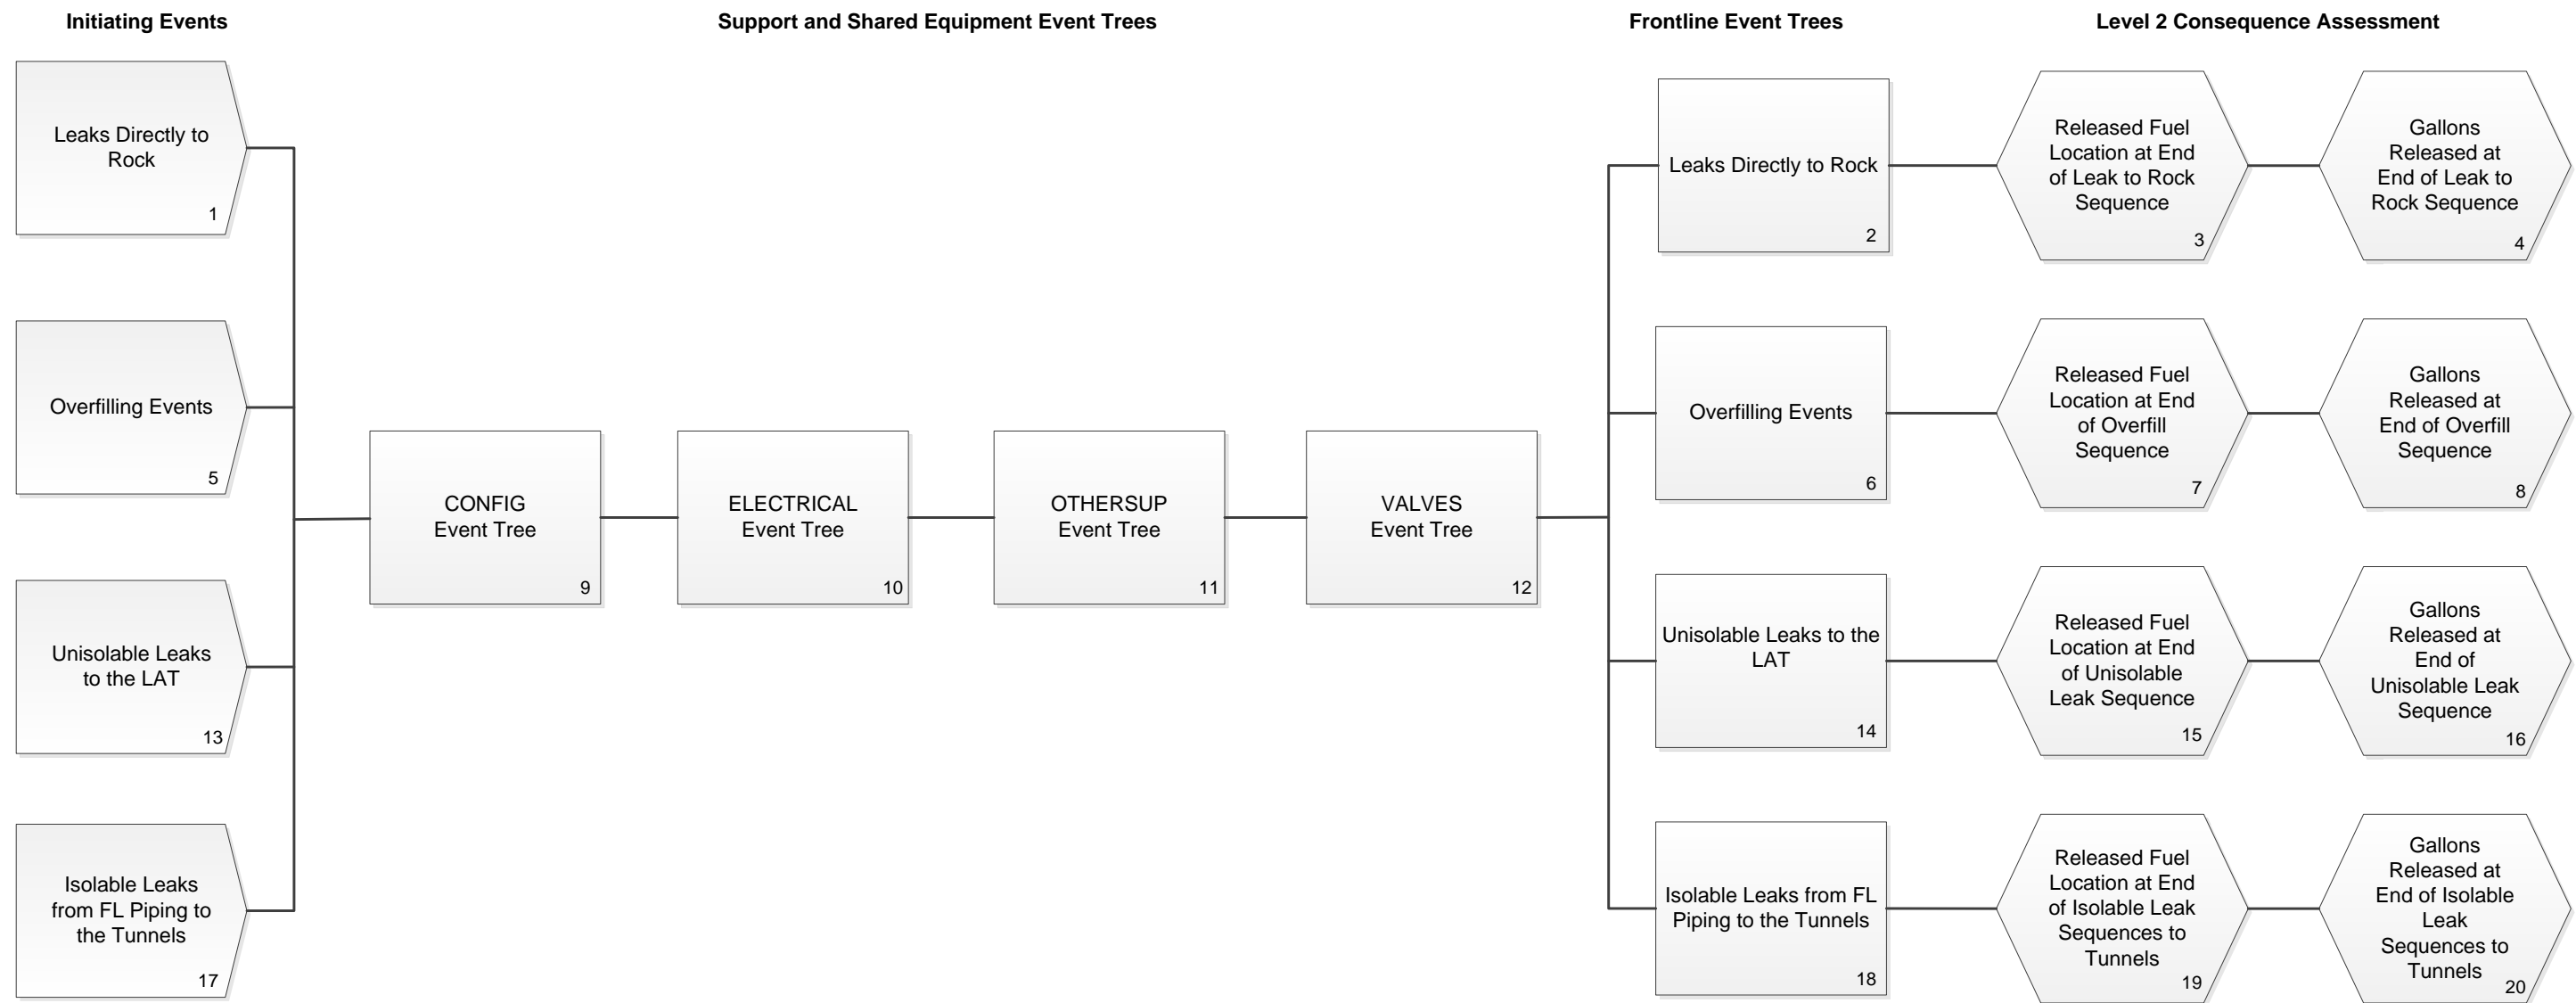 Initiating Events
Support and Shared Equipment Event Trees
Frontline Event Trees
Level 2 Consequence Assessment
Leaks Directly to
Rock
1
Leaks Directly to Rock
2
Released Fuel
Location at End
of Leak to Rock
Sequence
3
Gallons
Released at
End of Leak to
Rock Sequence
4
Overfilling Events
5
Overfilling Events
6
Released Fuel
Location at End
of Overfill
Sequence
7
Gallons
Released at
End of Overfill
Sequence
8
CONFIG
Event Tree
9
ELECTRICAL
Event Tree
10
OTHERSUP
Event Tree
11
VALVES
Event Tree
12
Unisolable Leaks
to the LAT
13
Unisolable Leaks to the
LAT
14
Released Fuel
Location at End
of Unisolable
Leak Sequence
15
Gallons
Released at
End of
Unisolable Leak
Sequence
16
Isolable Leaks
from FL Piping to
the Tunnels
17
Isolable Leaks from FL
Piping to the Tunnels
18
Released Fuel
Location at End
of Isolable Leak
Sequences to
Tunnels
19
Gallons
Released at
End of Isolable
Leak
Sequences to
Tunnels
20